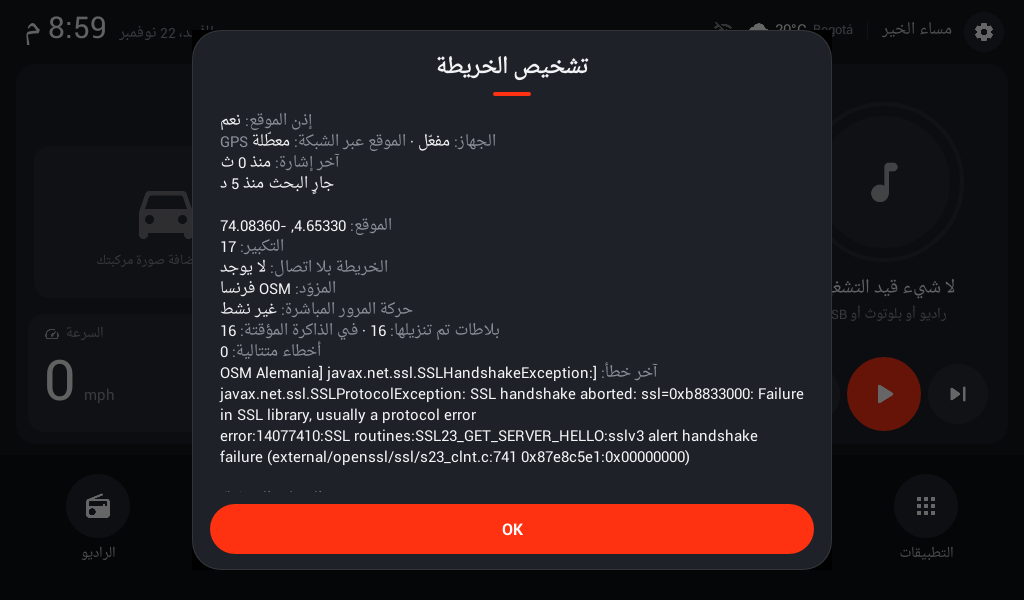 8:59 م
22 نوفمبر
20°C Bogotá
مساء الخير
تشخيص الخريطة
إذن الموقع: نعم
GPS الجهاز: مفعّل · الموقع عبر الشبكة: معطّلة
آخر إشارة: منذ 0 ث
جارٍ البحث منذ 5 د
الموقع: 4.65330, -74.08360
التكبير: 17
الخريطة بلا اتصال: لا يوجد
المزوّد: OSM فرنسا
حركة المرور المباشرة: غير نشط
بلاطات تم تنزيلها: 16 · في الذاكرة المؤقتة: 16
أخطاء متتالية: 0
آخر خطأ: [OSM Alemania] javax.net.ssl.SSLHandshakeException:
javax.net.ssl.SSLProtocolException: SSL handshake aborted: ssl=0xb8833000: Failure
in SSL library, usually a protocol error
error:14077410:SSL routines:SSL23_GET_SERVER_HELLO:sslv3 alert handshake
failure (external/openssl/ssl/s23_clnt.c:741 0x87e8c5e1:0x00000000)
OK
صورة مركبتك
السرعة
0 mph
لا شيء قيد
راديو أو بلوتوث أو
الراديو
التطبيقات